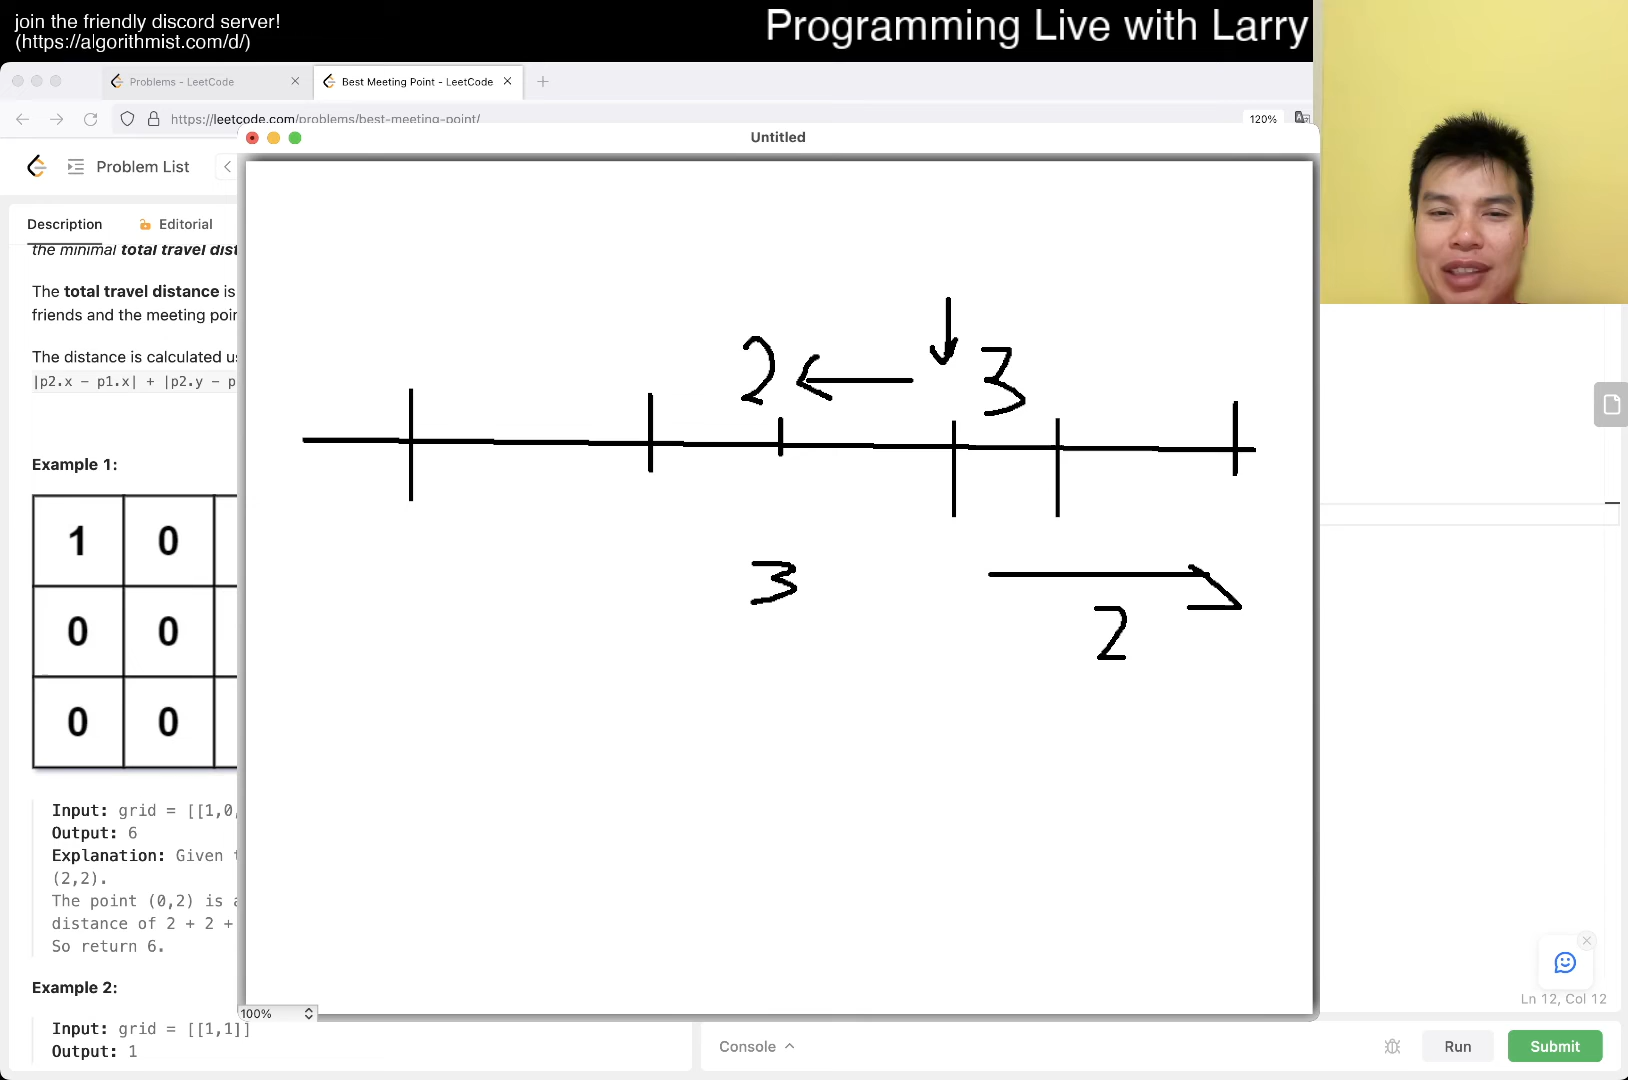 join the friendly discord server!
(https://algorithmist.com/d/)
Programming Live with Larry
Problems - LeetCode
Best Meeting Point - LeetCode
https://leetcode.com/problems/best-meeting-point/
120%
Untitled
Problem List
Description
Editorial
the minimal total travel dist
The total travel distance is
friends and the meeting poin
The distance is calculated us
|p2.x - p1.x| + |p2.y - p
Example 1:
1 0
0 0
0 0
Input: grid = [[1,0,
Output: 6
Explanation: Given t
(2,2).
The point (0,2) is a
distance of 2 + 2 +
So return 6.
Example 2:
Input: grid = [[1,1]]
Output: 1
2 3
3
2
100%
Ln 12, Col 12
Console
Run
Submit